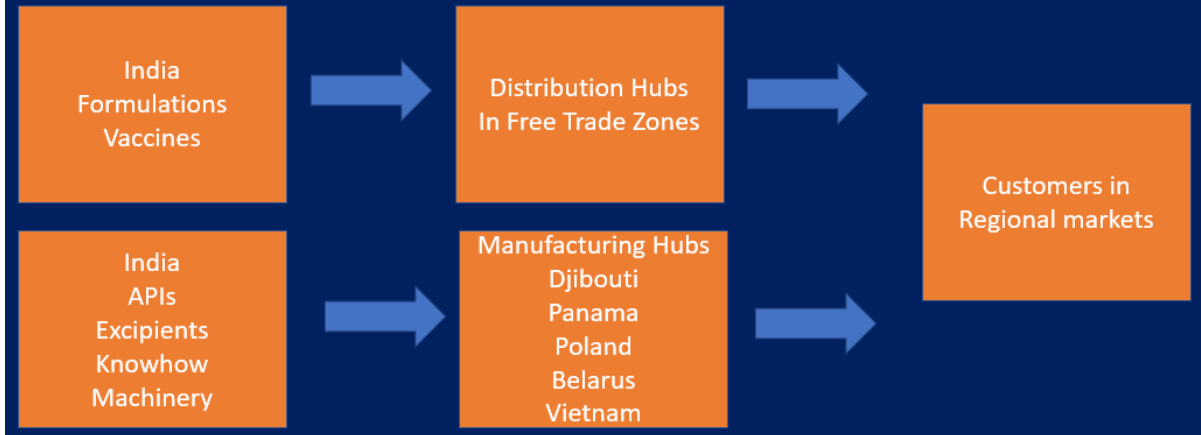 India
Formulations
Vaccines
Distribution Hubs
In Free Trade Zones
Customers in
Regional markets
India
APIs
Excipients
Knowhow
Machinery
Manufacturing Hubs
Djibouti
Panama
Poland
Belarus
Vietnam